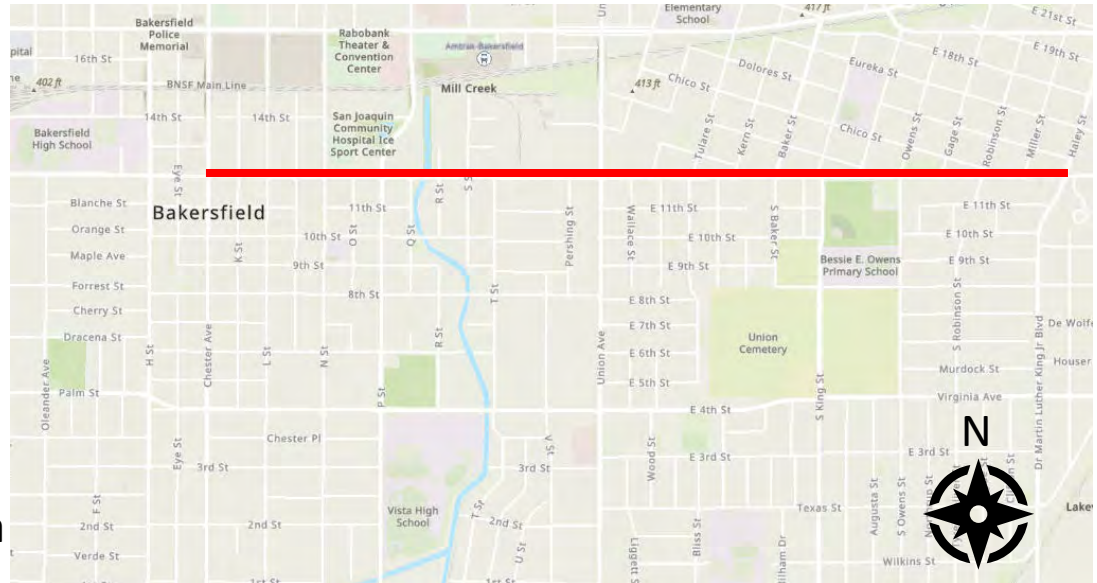 Bakersfield
Police
Memorial
Rabobank
Theater &
Convention
Center
Amtrak-Bakersfield
Elementary
School
417 ft
E 21st St
pital
16th St
402 ft
BNSF Main Line
Mill Creek
413 ft
Chico St
Dolores St
Eureka St
E 18th St
E 19th St
14th St
14th St
San Joaquin
Community
Hospital Ice
Sport Center
Bakersfield
High School
Tulare St
Kern St
Baker St
Chico St
Owens St
Gage St
Robinson St
Miller St
Haley St
Eye St
Blanche St
Bakersfield
Orange St
Maple Ave
K St
11th St
10th St
9th St
O St
Q St
R St
Pershing St
Wallace St
E 11th St
E 10th St
E 9th St
S Baker St
Bessie E. Owens
Primary School
E 11th St
E 10th St
E 9th St
Forrest St
Cherry St
Dracena St
8th St
T St
E 8th St
E 7th St
E 6th St
E 5th St
Union
Cemetery
S Robinson St
De Wolfe
Houser
Murdock St
Virginia Ave
Oleander Ave
Palm St
H St
Chester Ave
L St
N St
P St
R St
Union Ave
E 4th St
S King St
Dr Martin Luther King Jr Blvd
N
Chester Pl
Eye St
3rd St
V St
3rd St
Wood St
E 3rd St
E 3rd St
F St
2nd St
Verde St
2nd St
1st St
Vista High
School
T St
2nd St
U St
1st St
Liggett S
Bliss St
Texas St
Augusta St
S Owens St
Wilkins St